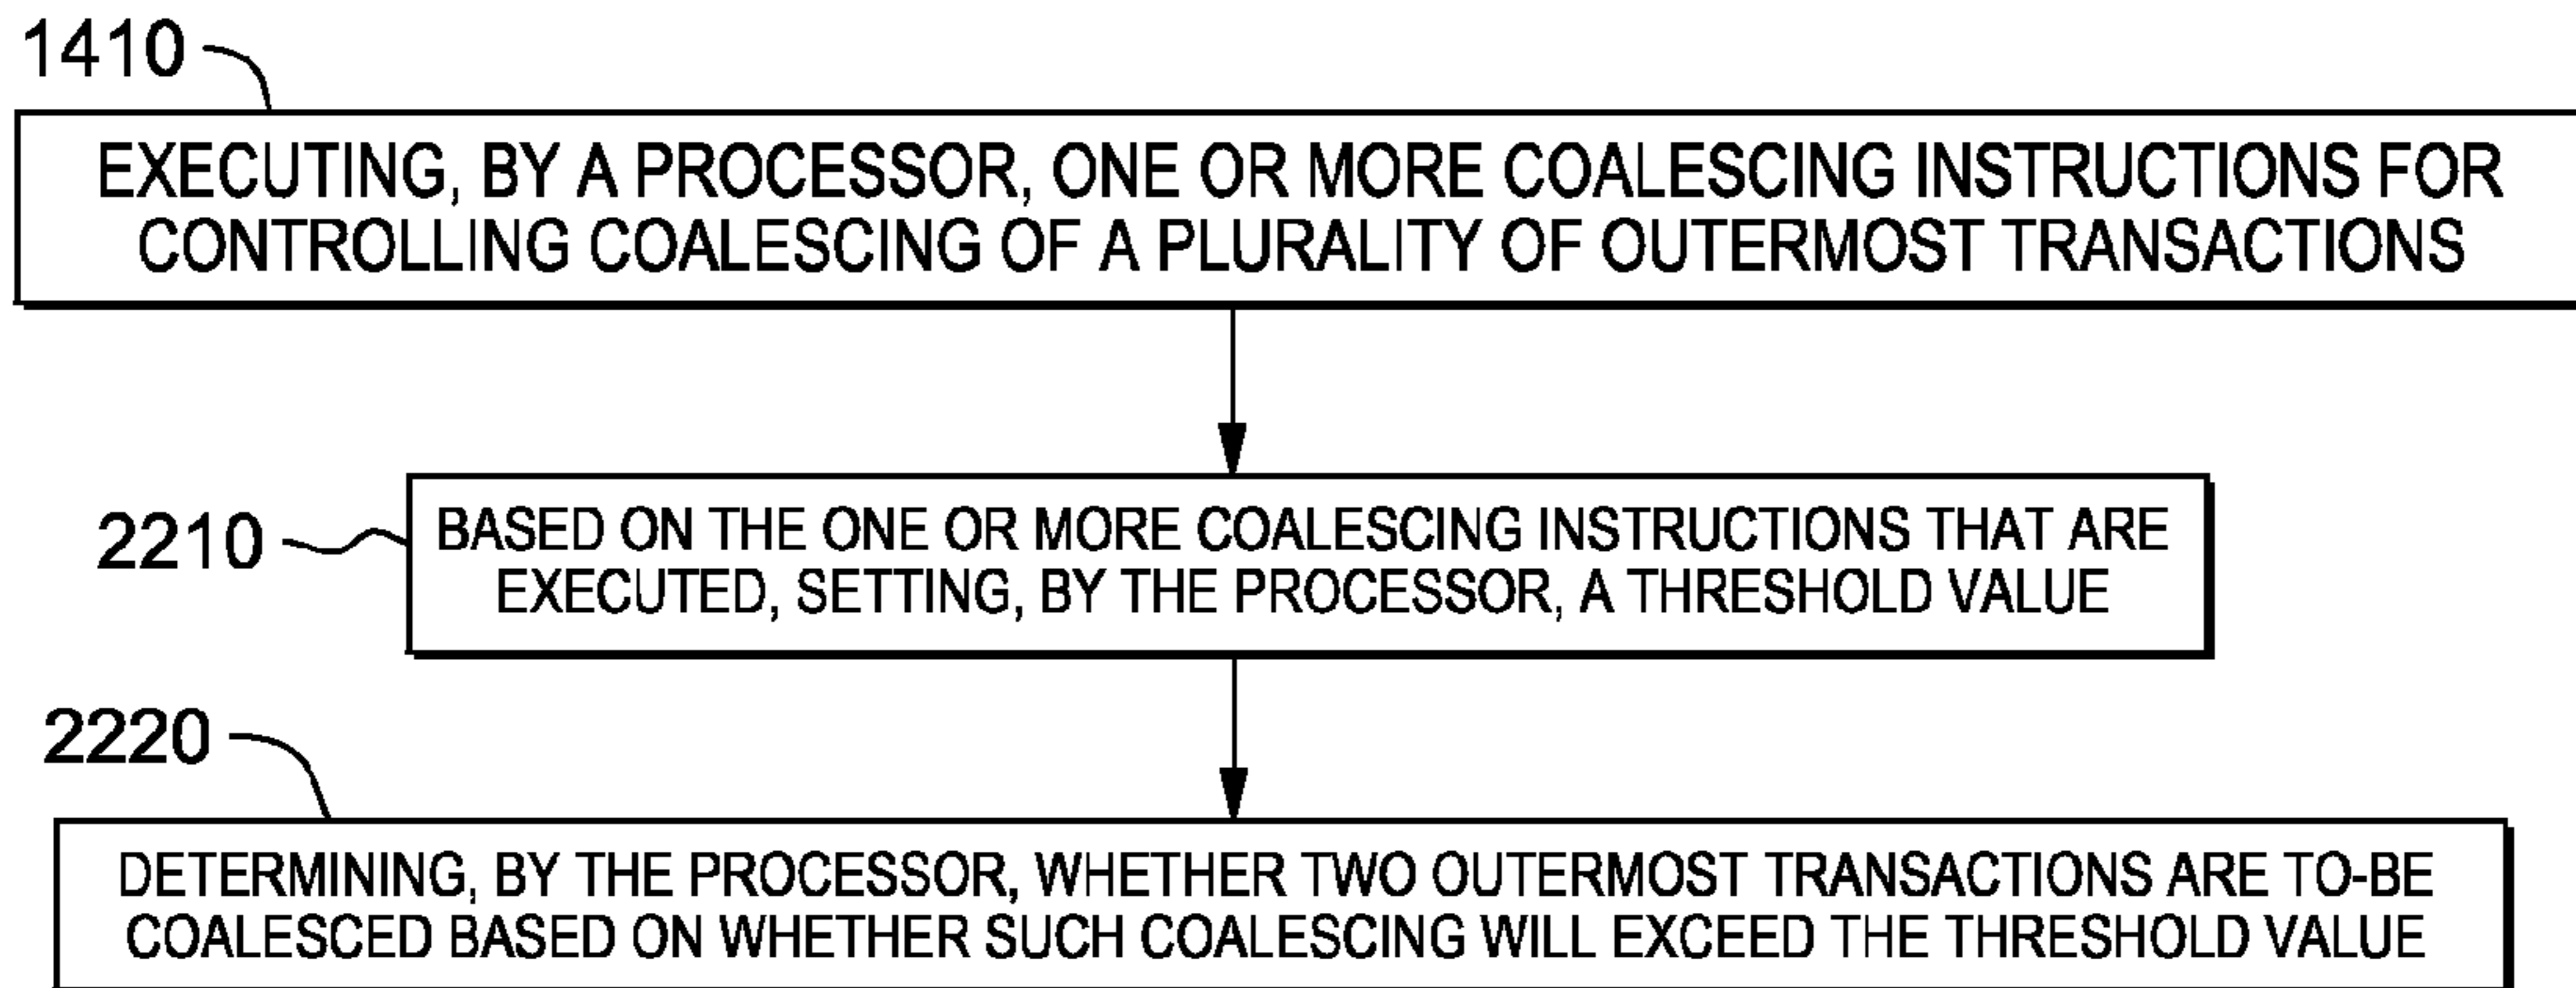 1410
EXECUTING, BY A PROCESSOR, ONE OR MORE COALESCING INSTRUCTIONS FOR
CONTROLLING COALESCING OF A PLURALITY OF OUTERMOST TRANSACTIONS
2210
BASED ON THE ONE OR MORE COALESCING INSTRUCTIONS THAT ARE
EXECUTED, SETTING, BY THE PROCESSOR, A THRESHOLD VALUE
2220
DETERMINING, BY THE PROCESSOR, WHETHER TWO OUTERMOST TRANSACTIONS ARE TO-BE
COALESCED BASED ON WHETHER SUCH COALESCING WILL EXCEED THE THRESHOLD VALUE